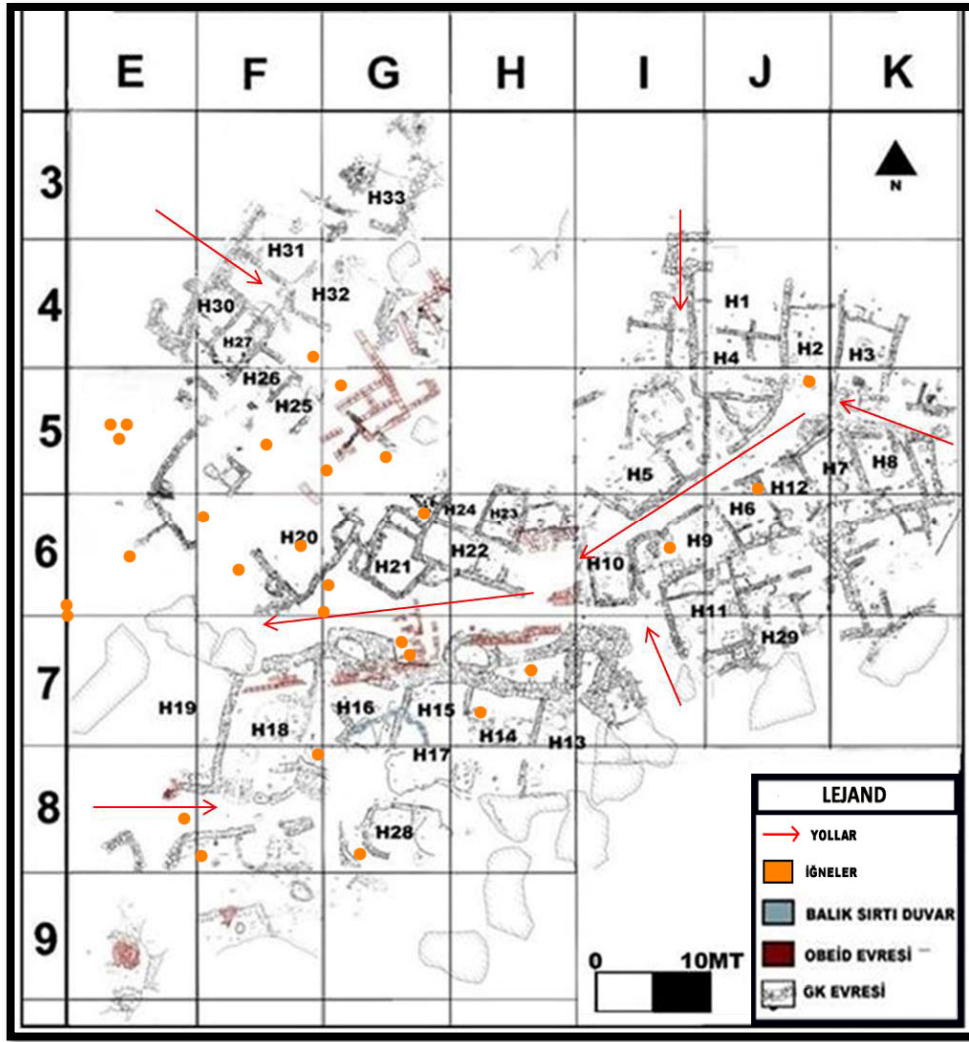 E F G H I J K
3
H33
N
H31
4
H30
H32
H1
H27
H4
H2
H3
H26
H25
5
H5
H7
H8
H12
H24
H23
H6
6
H20
H21
H22
H10
H9
H11
H29
7
H19
H16
H15
H18
H14
H13
H17
8
H28
9
0 10MT
LEJAND
YOLLAR
İĞNELER
BALIK SIRTI DUVAR
OBEİD EVRESİ
GK EVRESİ